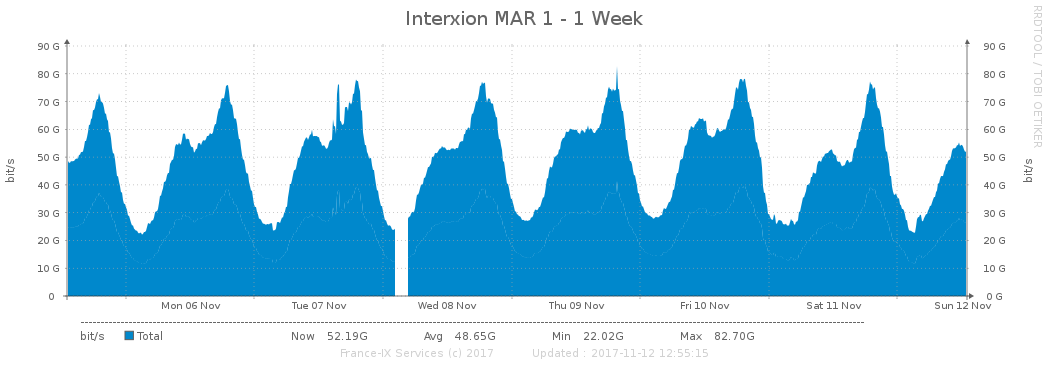 Interxion MAR 1 - 1 Week
RRDTOOL / TOBI OETIKER
90 G 90 G
80 G 80 G
70 G 70 G
60 G 60 G
50 G 50 G
40 G 40 G
30 G 30 G
20 G 20 G
10 G 10 G
0 0 G
bit/s
bit/s
Mon 06 Nov Tue 07 Nov Wed 08 Nov Thu 09 Nov Fri 10 Nov Sat 11 Nov Sun 12 Nov
bit/s Total Now 52.19G Avg 48.65G Min 22.02G Max 82.70G
France-IX Services (c) 2017 Updated : 2017-11-12 12:55:15